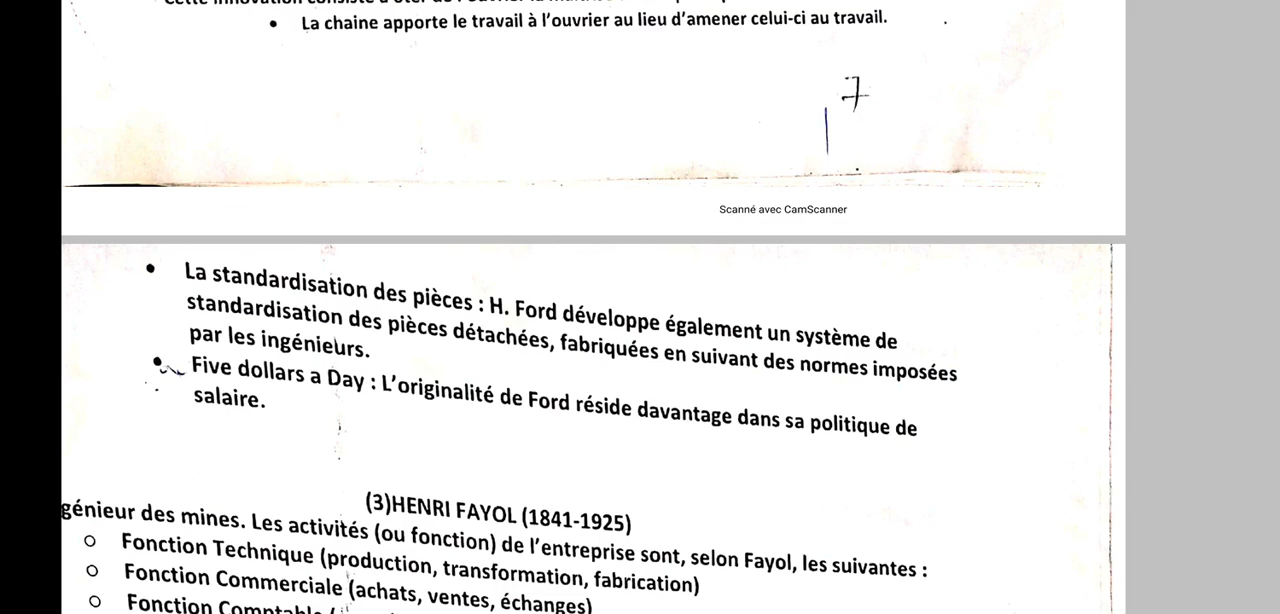 • La chaine apporte le travail à l'ouvrier au lieu d'amener celui-ci au travail.
7
Scanné avec CamScanner
• La standardisation des pièces : H. Ford développe également un système de
standardisation des pièces détachées, fabriquées en suivant des normes imposées
par les ingénieurs.
• Five dollars a Day : L'originalité de Ford réside davantage dans sa politique de
salaire.
(3)HENRI FAYOL (1841-1925)
génieur des mines. Les activités (ou fonction) de l'entreprise sont, selon Fayol, les suivantes :
o Fonction Technique (production, transformation, fabrication)
o Fonction Commerciale (achats, ventes, échanges)
o Fonction